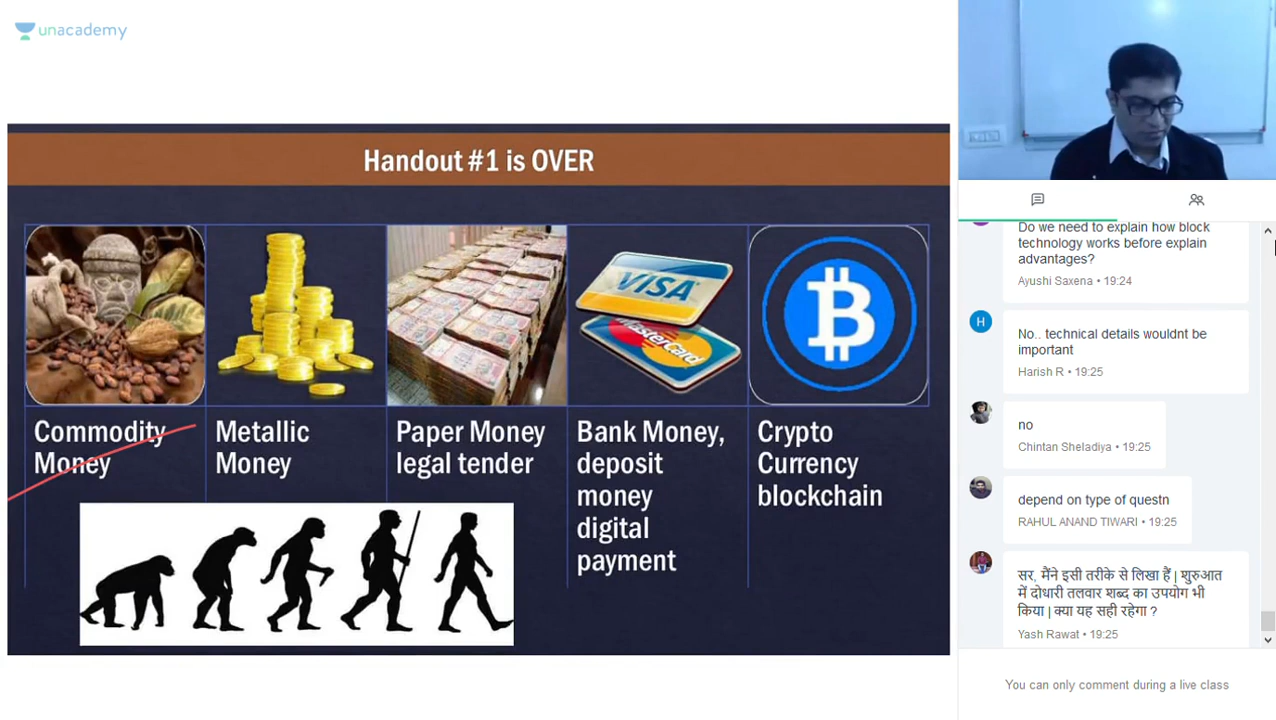 unacademy
Handout #1 is OVER
VISA
MasterCard
Commodity
Money
Metallic
Money
Paper Money
legal tender
Bank Money,
deposit
money
digital
payment
Crypto
Currency
blockchain
Do we need to explain how block
technology works before explain
advantages?
Ayushi Saxena • 19:24
H
No.. technical details wouldnt be
important
Harish R • 19:25
no
Chintan Sheladiya • 19:25
depend on type of questn
RAHUL ANAND TIWARI • 19:25
सर, मैंने इसी तरीके से लिखा हैं | शुरुआत
में दोधारी तलवार शब्द का उपयोग भी
किया | क्या यह सही रहेगा ?
Yash Rawat • 19:25
You can only comment during a live class